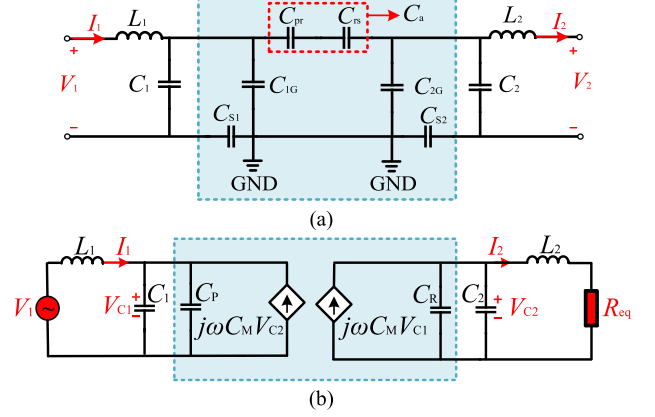 I₁ L₁ Cpr Crs Ca L₂ I₂
+ +
V₁ C₁ C1G C2G C₂ V₂
CS1 CS2
− −
GND GND
(a)
L₁ I₁ I₂ L₂
V₁ ~ VC1 + − C₁ CP jωCMVC2 jωCMVC1 CR C₂ + − VC2 Req
(b)